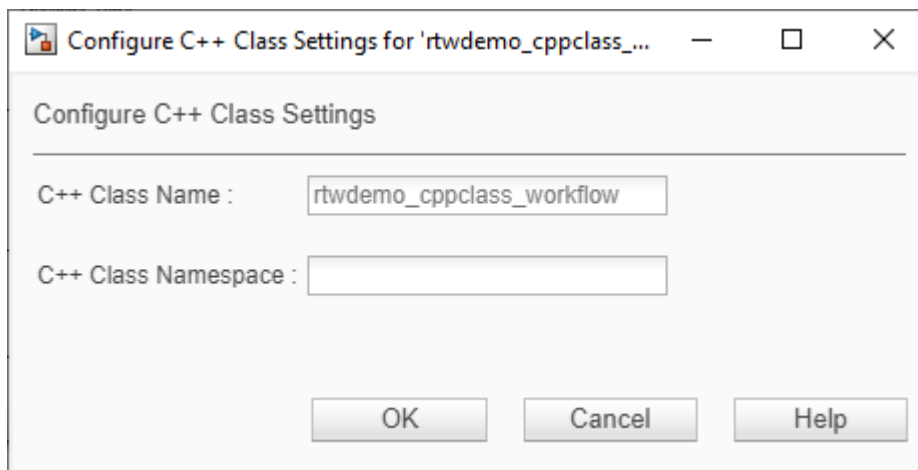 Configure C++ Class Settings for 'rtwdemo_cppclass_...
Configure C++ Class Settings
C++ Class Name : rtwdemo_cppclass_workflow
C++ Class Namespace :
OK Cancel Help